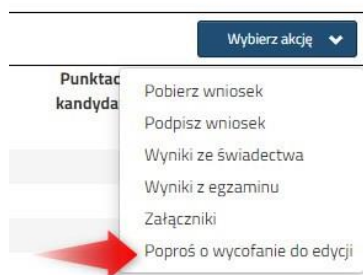 Wybierz akcję
Punktac
kandyda
Pobierz wniosek
Podpisz wniosek
Wyniki ze świadectwa
Wyniki z egzaminu
Załączniki
Poproś o wycofanie do edycji